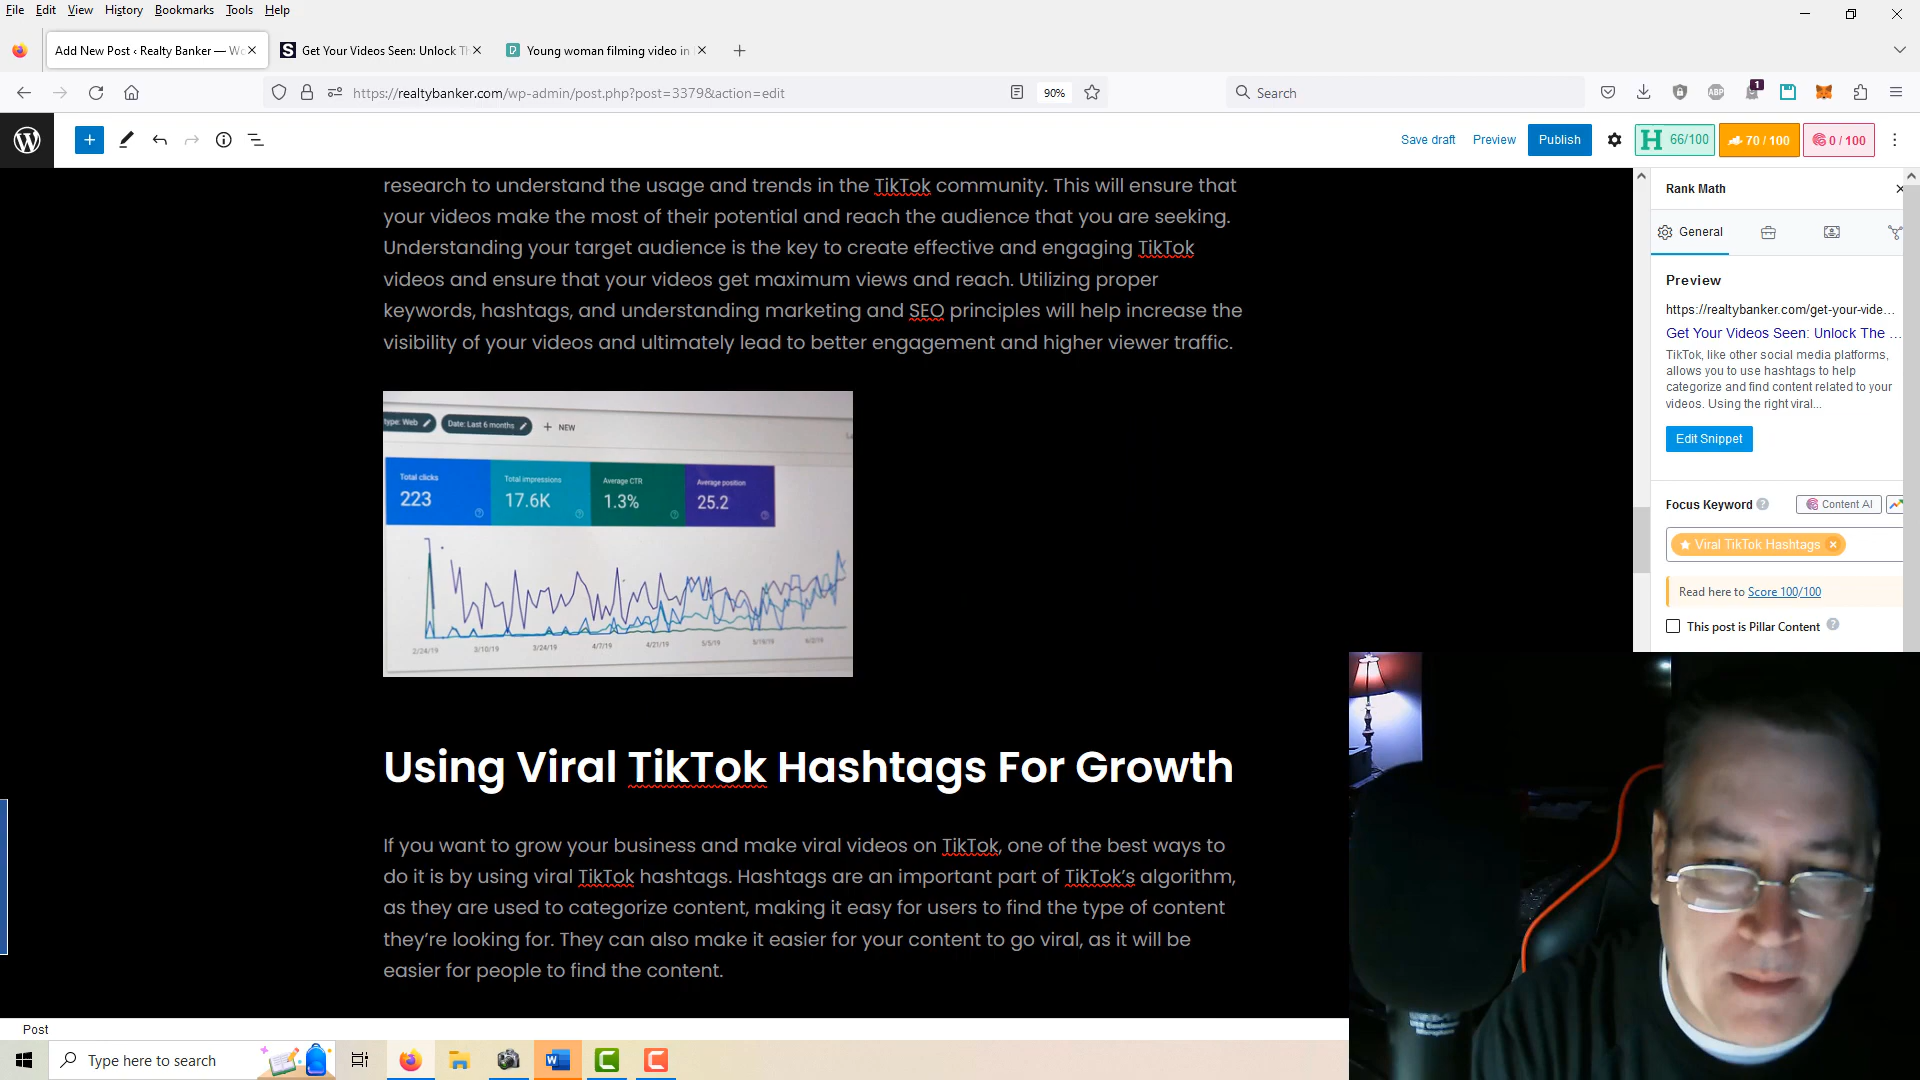 File Edit View History Bookmarks Tools Help
Add New Post ‹ Realty Banker — Wo
Get Your Videos Seen: Unlock Th
Young woman filming video in
https://realtybanker.com/wp-admin/post.php?post=3379&action=edit
90%
Search
1
ABP
Save draft
Preview
Publish
H 66/100
70 / 100
0 / 100
research to understand the usage and trends in the TikTok community. This will ensure that
your videos make the most of their potential and reach the audience that you are seeking.
Understanding your target audience is the key to create effective and engaging TikTok
videos and ensure that your videos get maximum views and reach. Utilizing proper
keywords, hashtags, and understanding marketing and SEO principles will help increase the
visibility of your videos and ultimately lead to better engagement and higher viewer traffic.
type: Web
Date: Last 6 months
+ NEW
Total clicks
223
Total impressions
17.6K
Average CTR
1.3%
Average position
25.2
2/24/19 3/10/19 3/24/19 4/7/19 4/21/19 5/5/19 5/19/19 6/2/19
Using Viral TikTok Hashtags For Growth
If you want to grow your business and make viral videos on TikTok, one of the best ways to
do it is by using viral TikTok hashtags. Hashtags are an important part of TikTok’s algorithm,
as they are used to categorize content, making it easy for users to find the type of content
they’re looking for. They can also make it easier for your content to go viral, as it will be
easier for people to find the content.
Rank Math
General
Preview
https://realtybanker.com/get-your-vide...
Get Your Videos Seen: Unlock The ...
TikTok, like other social media platforms,
allows you to use hashtags to help
categorize and find content related to your
videos. Using the right viral...
Edit Snippet
Focus Keyword
Content AI
Viral TikTok Hashtags
Read here to Score 100/100
This post is Pillar Content
Post
Type here to search